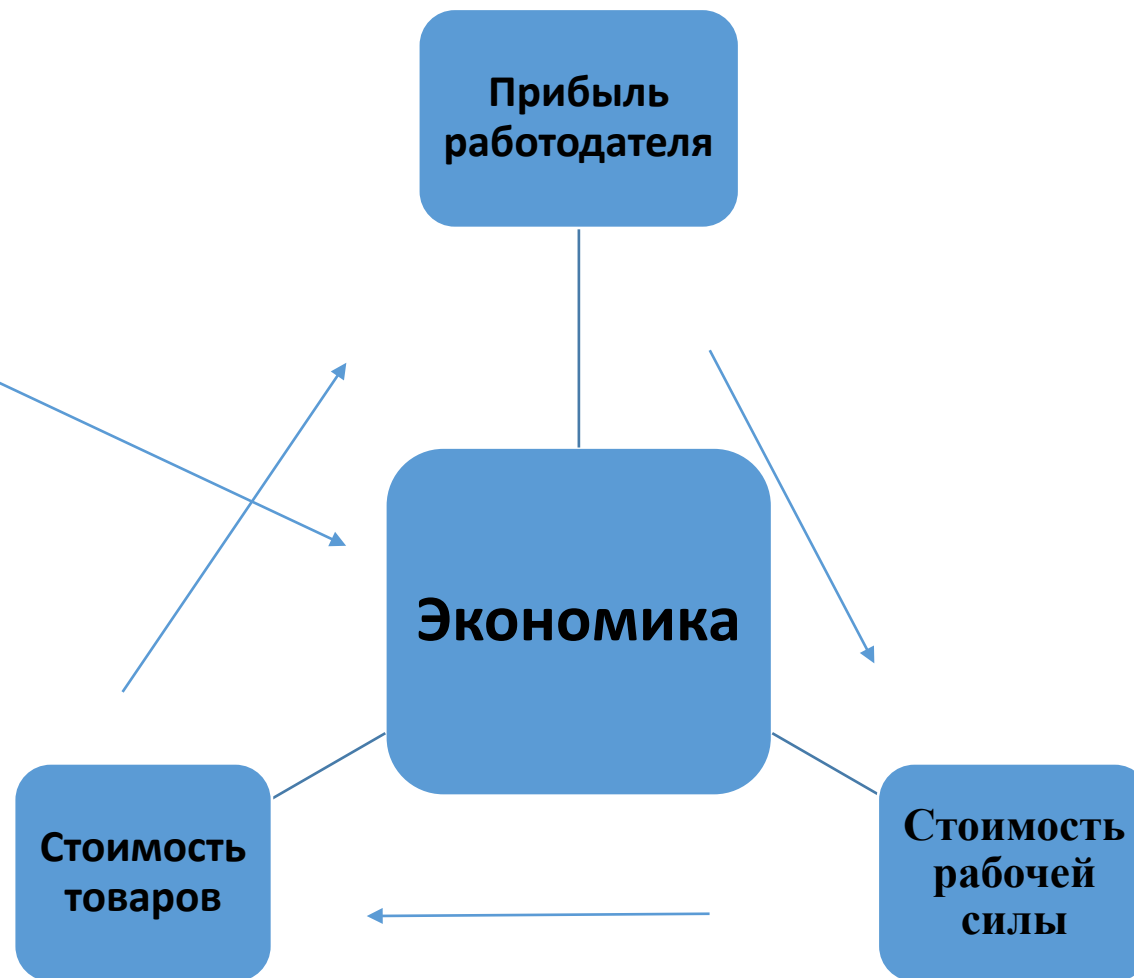 Прибыль
работодателя
Экономика
Стоимость
товаров
Стоимость
рабочей
силы